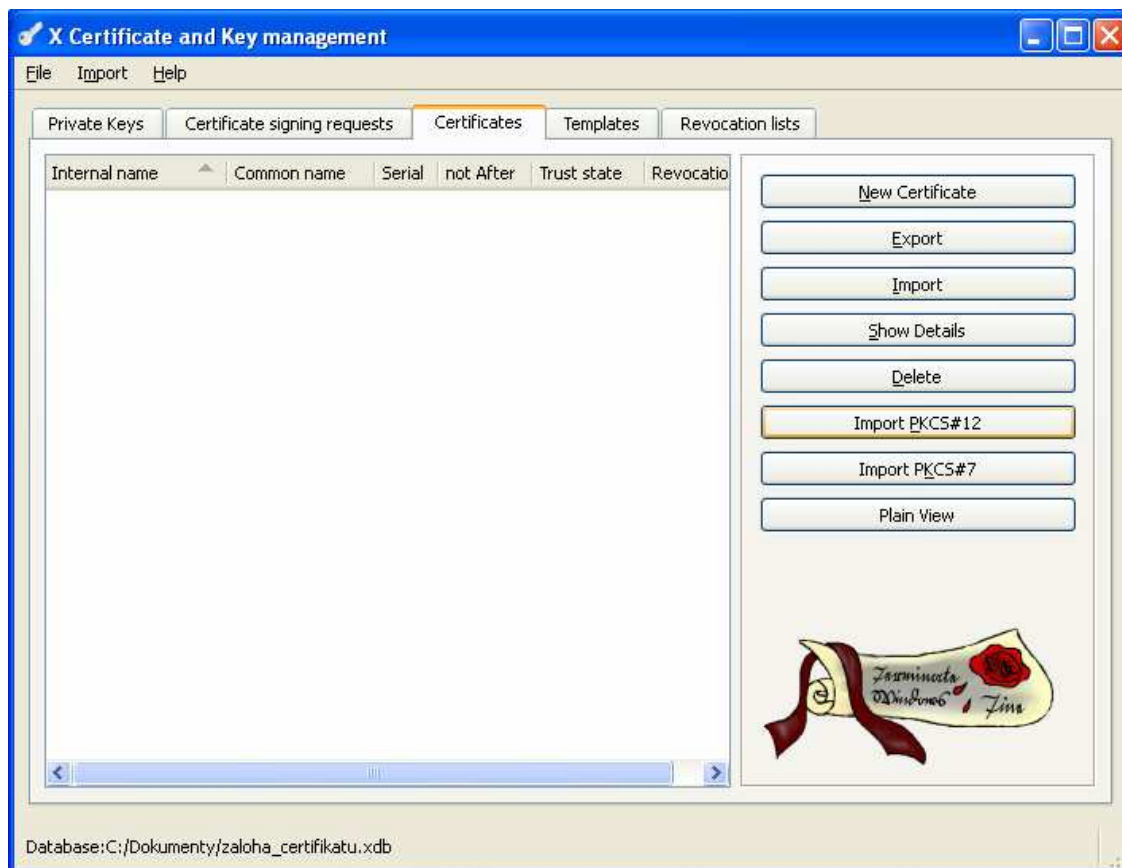 X Certificate and Key management
File Import Help
Private Keys Certificate signing requests Certificates Templates Revocation lists
Internal name Common name Serial not After Trust state Revocatio
New Certificate
Export
Import
Show Details
Delete
Import PKCS#12
Import PKCS#7
Plain View
Windows
Database:C:/Dokumenty/zaloha_certifikatu.xdb